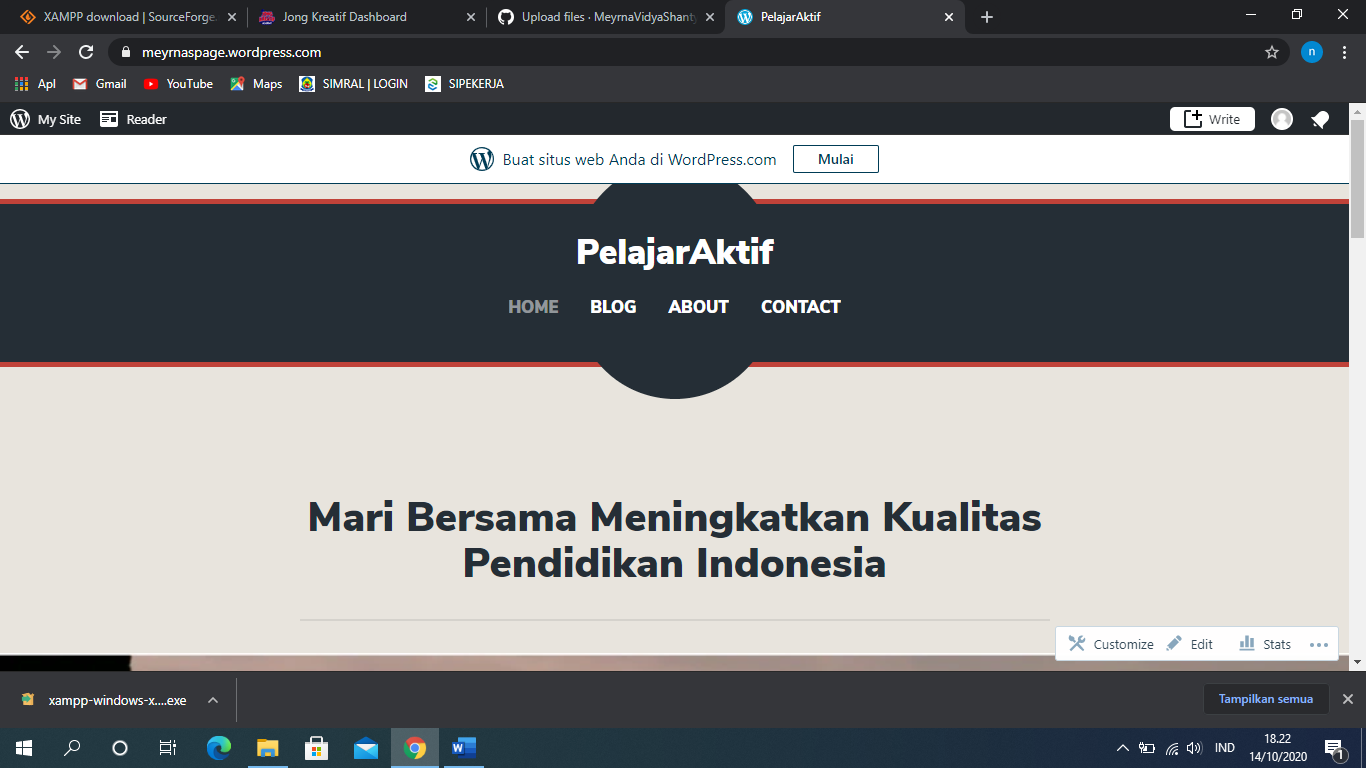 XAMPP download | SourceForge.
Jong Kreatif Dashboard
Upload files · MeyrnaVidyaShanty
PelajarAktif
meyrnaspage.wordpress.com
n
Apl
Gmail
YouTube
Maps
SIMRAL | LOGIN
SIPEKERJA
My Site
Reader
Write
Buat situs web Anda di WordPress.com
Mulai
PelajarAktif
HOME
BLOG
ABOUT
CONTACT
Mari Bersama Meningkatkan Kualitas
Pendidikan Indonesia
Customize
Edit
Stats
xampp-windows-x....exe
Tampilkan semua
IND
18.22
14/10/2020
1